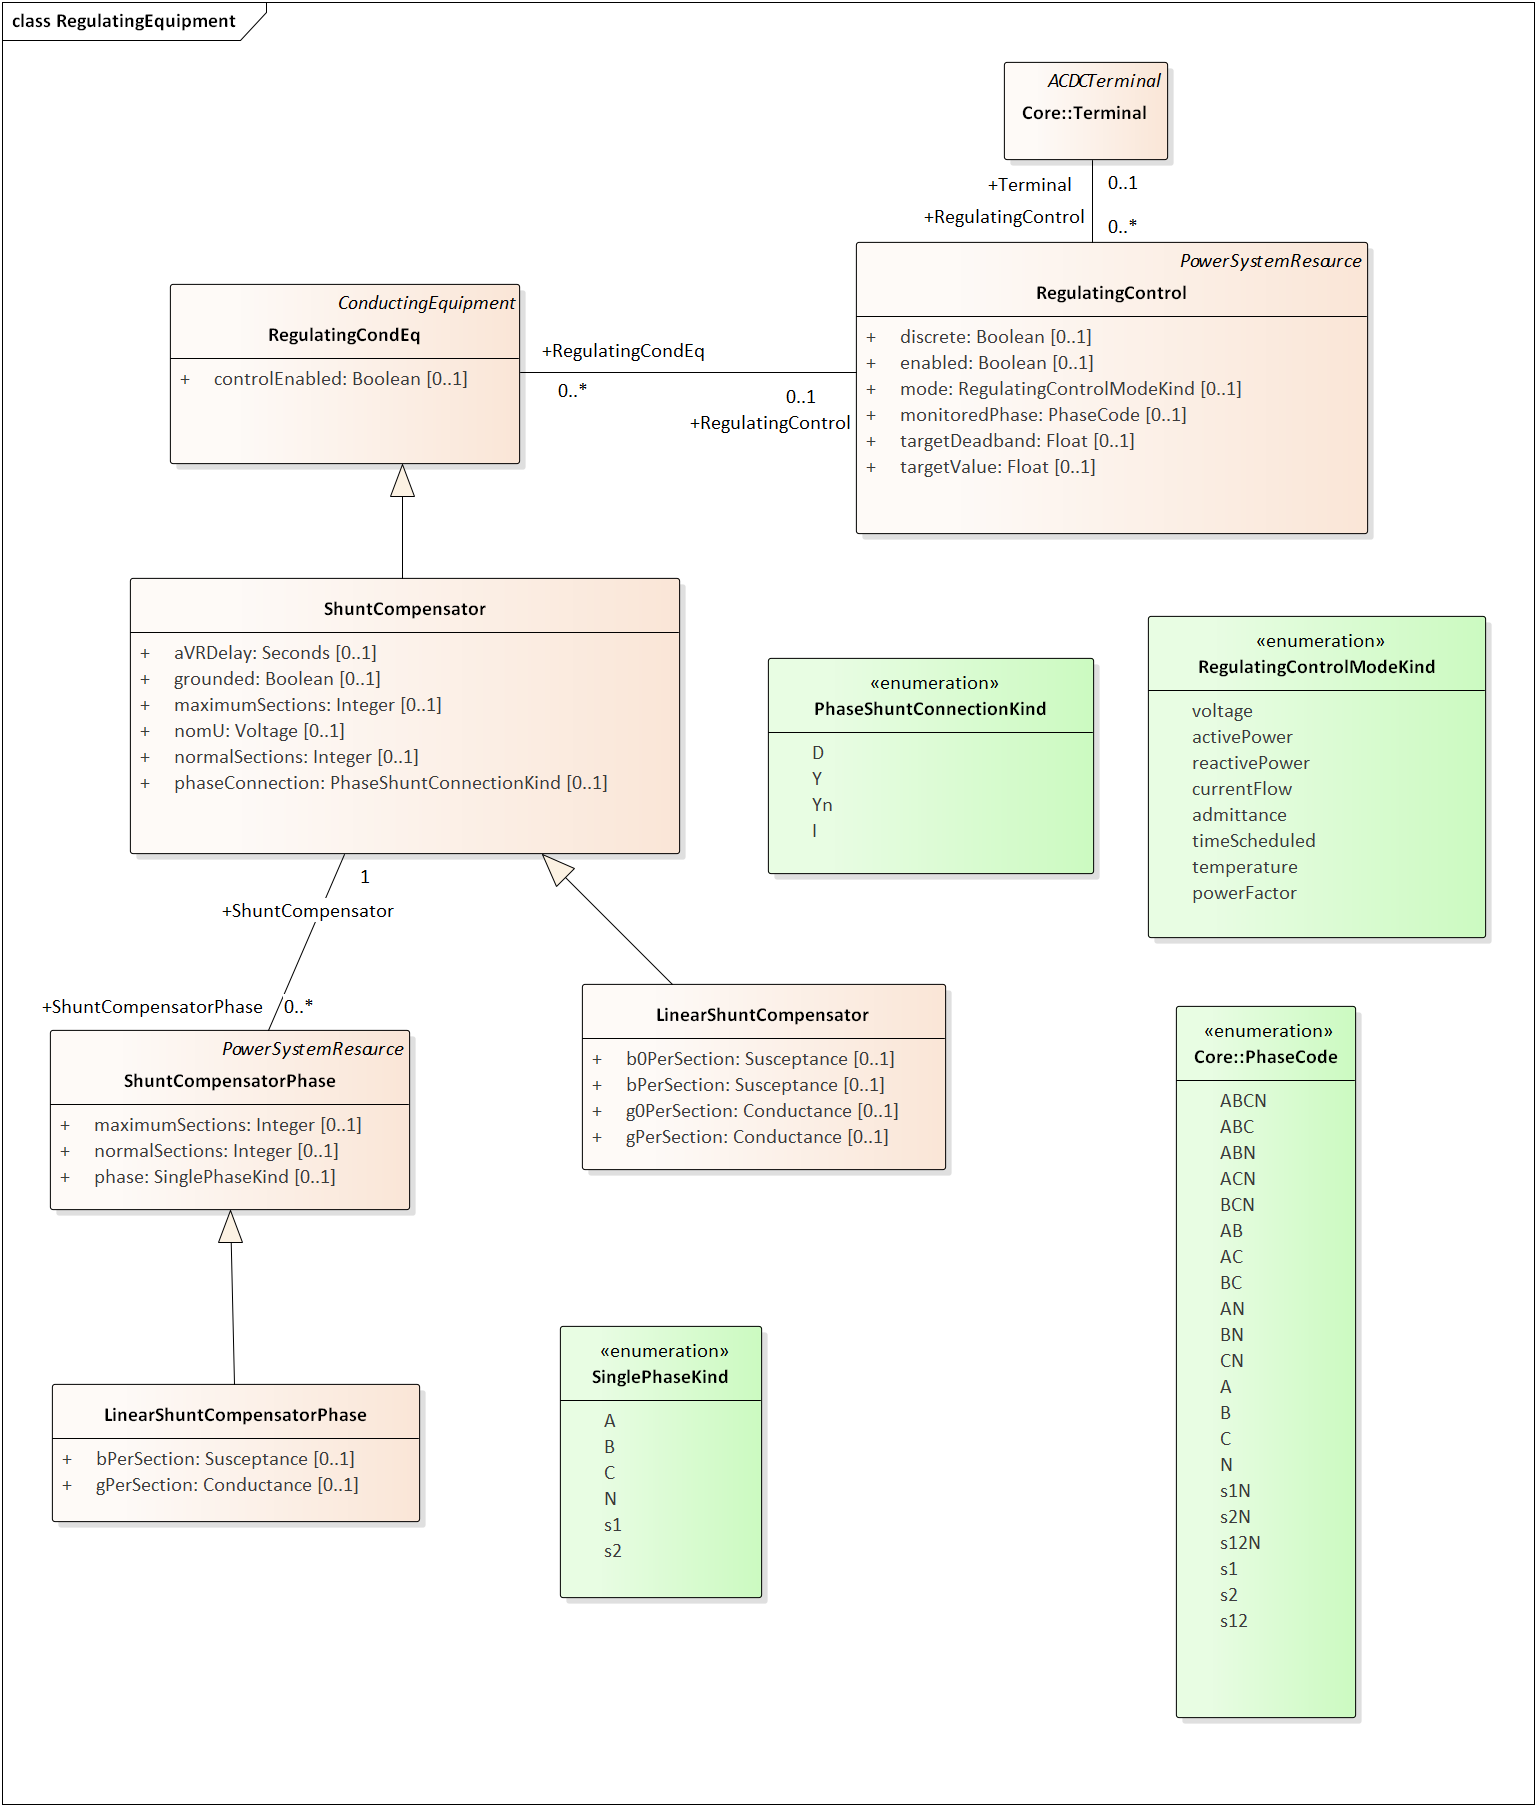 class RegulatingEquipment
ACDCTerminal
Core::Terminal
+Terminal
0..1
+RegulatingControl
0..*
PowerSystemResource
RegulatingControl
+ discrete: Boolean [0..1]
+ enabled: Boolean [0..1]
+ mode: RegulatingControlModeKind [0..1]
+ monitoredPhase: PhaseCode [0..1]
+ targetDeadband: Float [0..1]
+ targetValue: Float [0..1]
ConductingEquipment
RegulatingCondEq
+ controlEnabled: Boolean [0..1]
+RegulatingCondEq
0..*
0..1
+RegulatingControl
ShuntCompensator
+ aVRDelay: Seconds [0..1]
+ grounded: Boolean [0..1]
+ maximumSections: Integer [0..1]
+ nomU: Voltage [0..1]
+ normalSections: Integer [0..1]
+ phaseConnection: PhaseShuntConnectionKind [0..1]
«enumeration»
PhaseShuntConnectionKind
D
Y
Yn
I
«enumeration»
RegulatingControlModeKind
voltage
activePower
reactivePower
currentFlow
admittance
timeScheduled
temperature
powerFactor
1
+ShuntCompensator
+ShuntCompensatorPhase
0..*
PowerSystemResource
ShuntCompensatorPhase
+ maximumSections: Integer [0..1]
+ normalSections: Integer [0..1]
+ phase: SinglePhaseKind [0..1]
LinearShuntCompensator
+ b0PerSection: Susceptance [0..1]
+ bPerSection: Susceptance [0..1]
+ g0PerSection: Conductance [0..1]
+ gPerSection: Conductance [0..1]
LinearShuntCompensatorPhase
+ bPerSection: Susceptance [0..1]
+ gPerSection: Conductance [0..1]
«enumeration»
SinglePhaseKind
A
B
C
N
s1
s2
«enumeration»
Core::PhaseCode
ABCN
ABC
ABN
ACN
BCN
AB
AC
BC
AN
BN
CN
A
B
C
N
s1N
s2N
s12N
s1
s2
s12